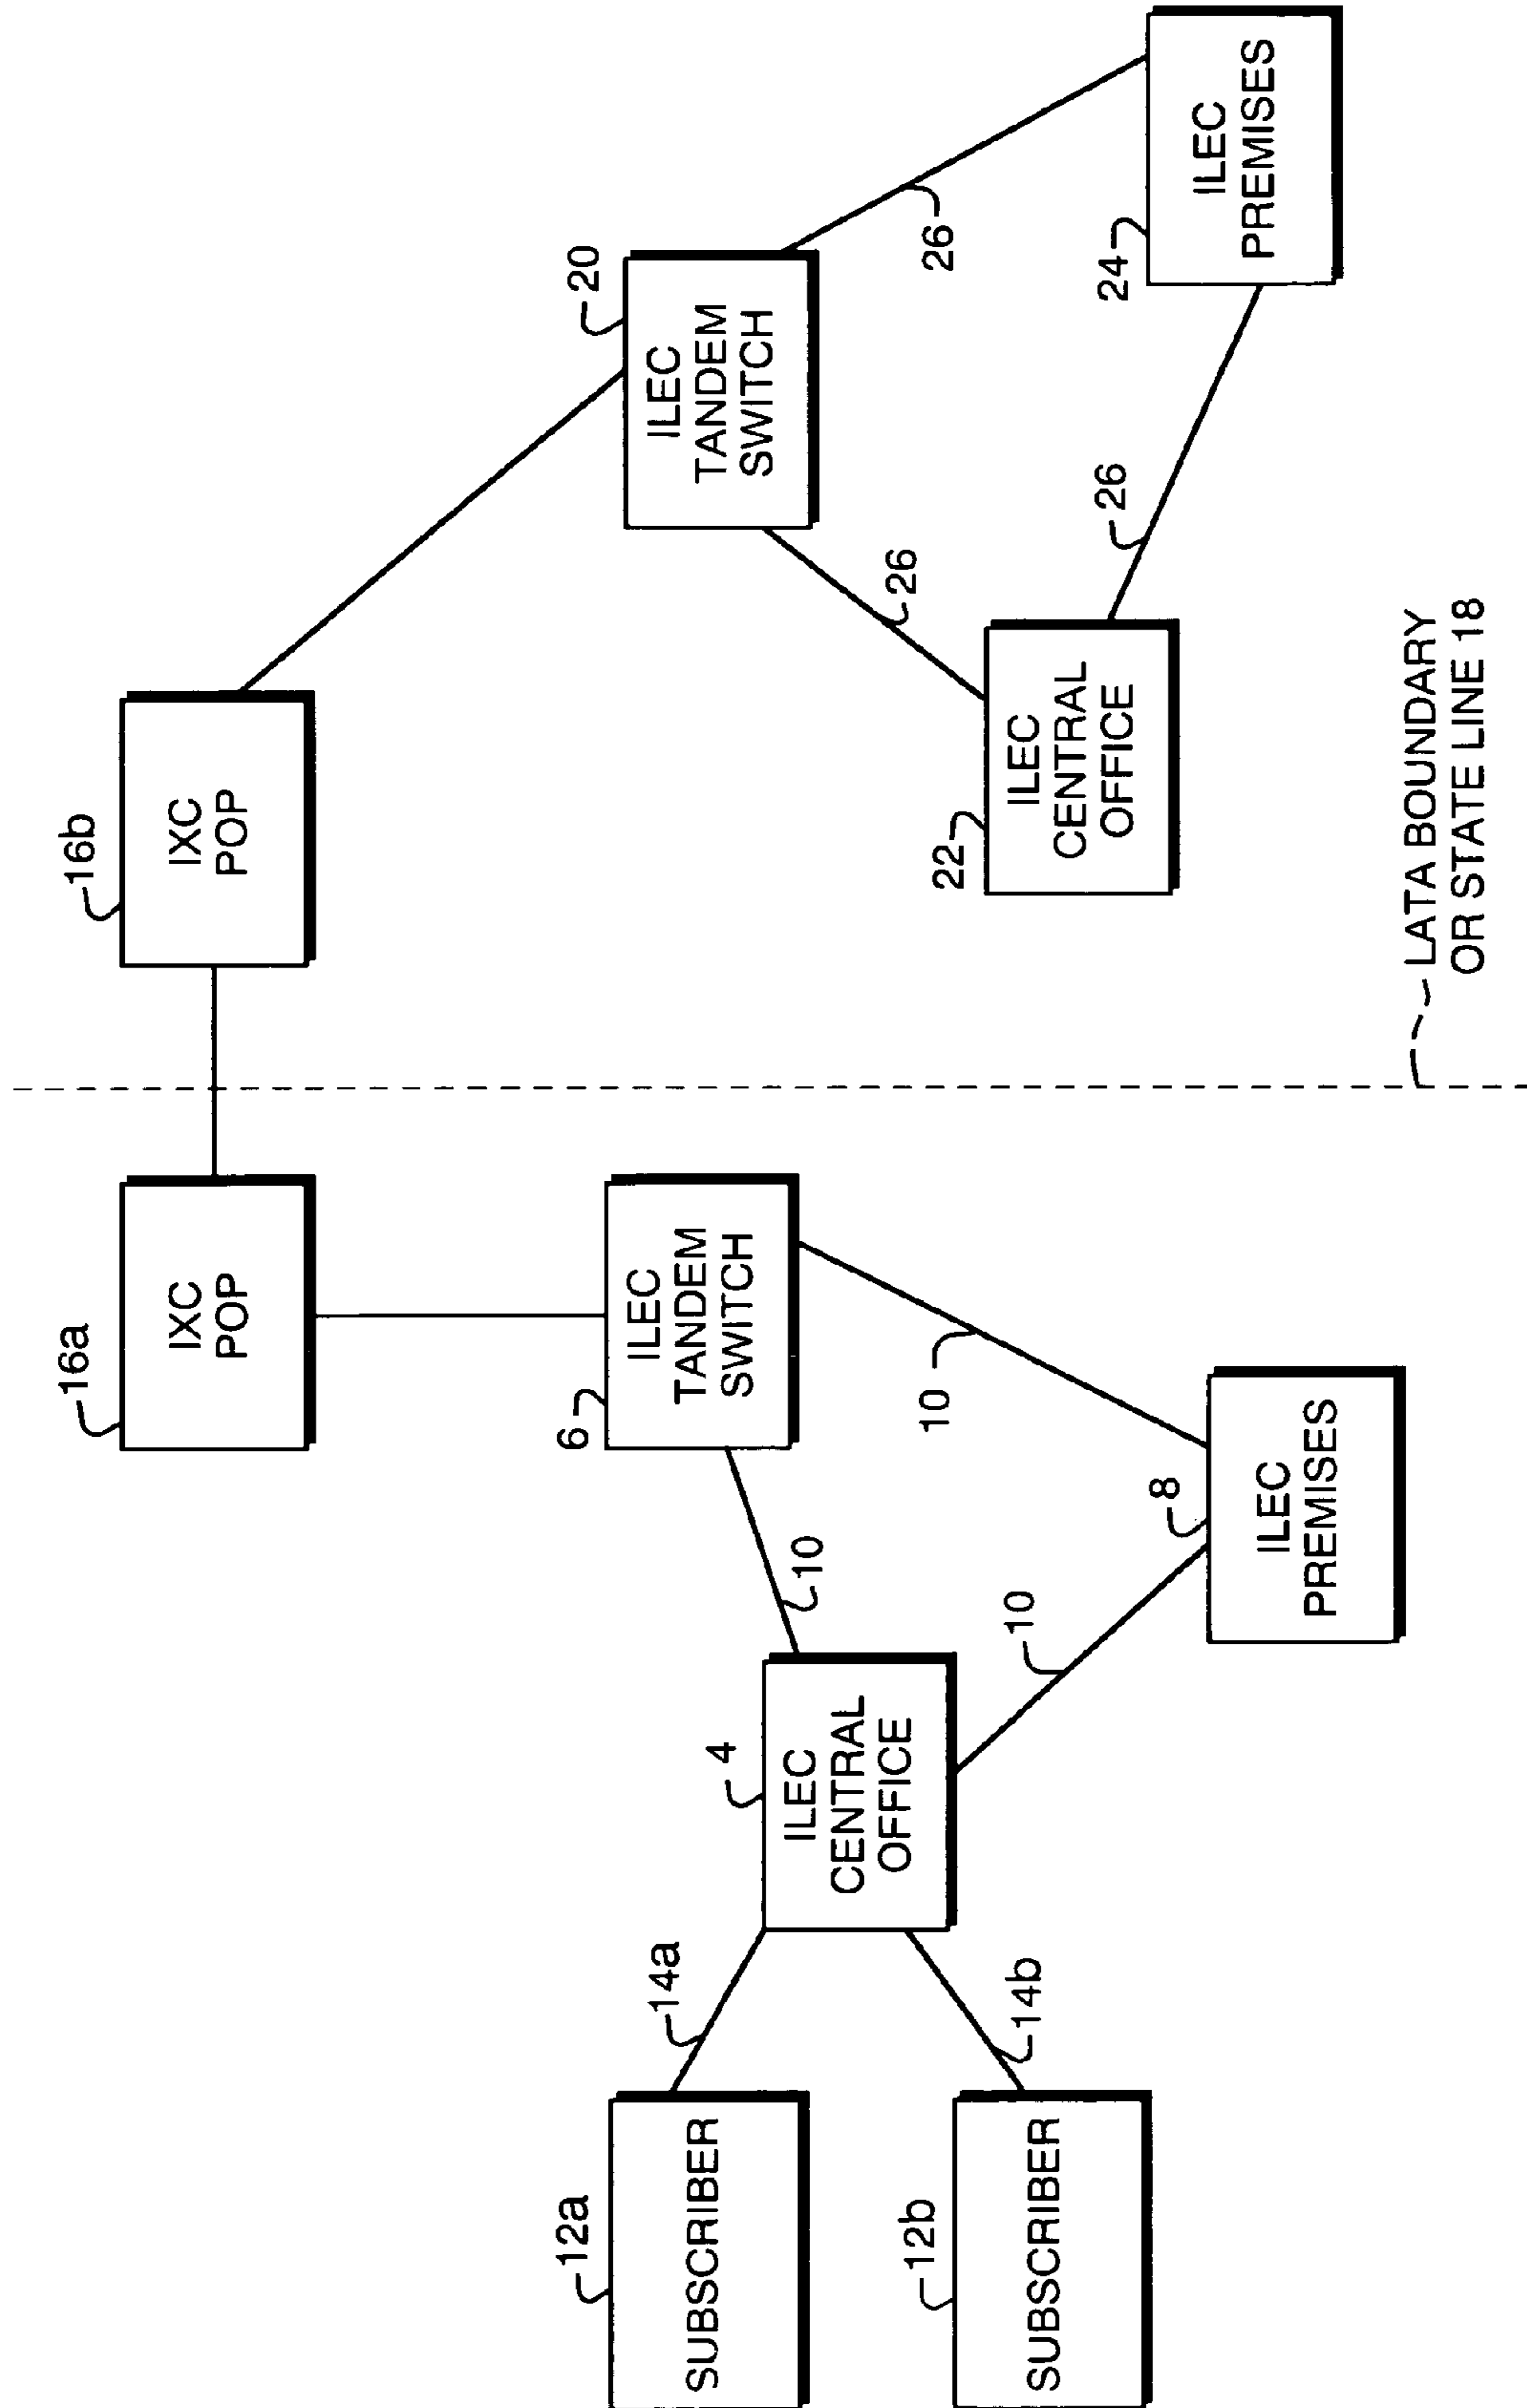 16a
IXC
POP
16b
IXC
POP
12a
SUBSCRIBER
14a
4
ILEC
CENTRAL
OFFICE
10
6
ILEC
TANDEM
SWITCH
20
ILEC
TANDEM
SWITCH
26
26
12b
SUBSCRIBER
14b
10
10
8
ILEC
PREMISES
22
ILEC
CENTRAL
OFFICE
26
24
ILEC
PREMISES
LATA BOUNDARY
OR STATE LINE 18